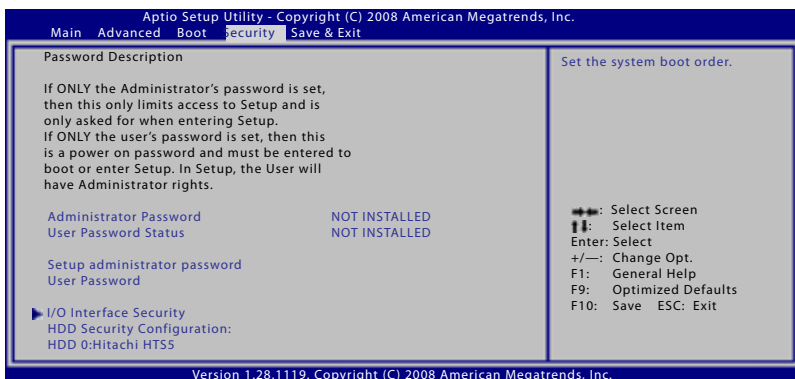 Aptio Setup Utility - Copyright (C) 2008 American Megatrends, Inc.
Main Advanced Boot Security Save & Exit
Password Description
If ONLY the Administrator's password is set,
then this only limits access to Setup and is
only asked for when entering Setup.
If ONLY the user's password is set, then this
is a power on password and must be entered to
boot or enter Setup. In Setup, the User will
have Administrator rights.
Administrator Password NOT INSTALLED
User Password Status NOT INSTALLED
Setup administrator password
User Password
I/O Interface Security
HDD Security Configuration:
HDD 0:Hitachi HTS5
Set the system boot order.
→←: Select Screen
↑↓: Select Item
Enter: Select
+/—: Change Opt.
F1: General Help
F9: Optimized Defaults
F10: Save ESC: Exit
Version 1.28.1119. Copyright (C) 2008 American Megatrends, Inc.